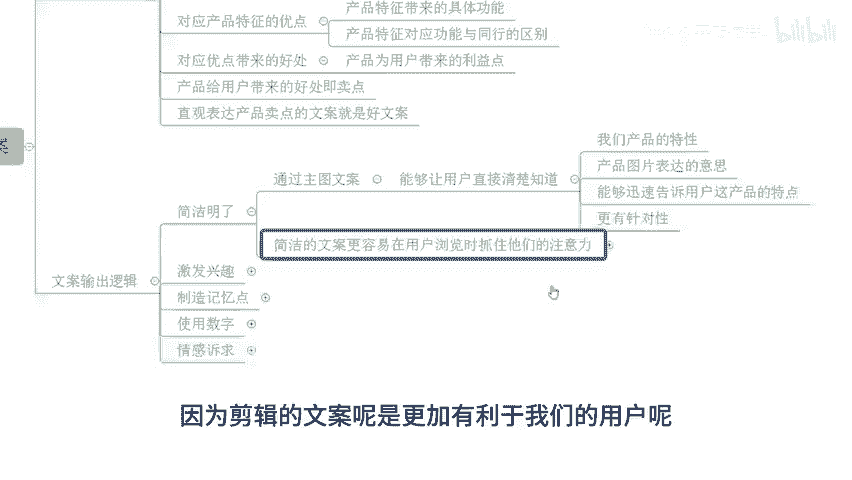 产品特征带来的具体功能
对应产品特征的优点
产品特征对应功能与同行的区别
对应优点带来的好处
产品为用户带来的利益点
产品给用户带来的好处即卖点
直观表达产品卖点的文案就是好文案
我们产品的特性
产品图片表达的意思
通过主图文案
能够让用户直接清楚知道
能够迅速告诉用户这产品的特点
简洁明了
更有针对性
简洁的文案更容易在用户浏览时抓住他们的注意力
激发兴趣
文案输出逻辑
制造记忆点
使用数字
情感诉求
因为剪辑的文案呢是更加有利于我们的用户呢
bilibili